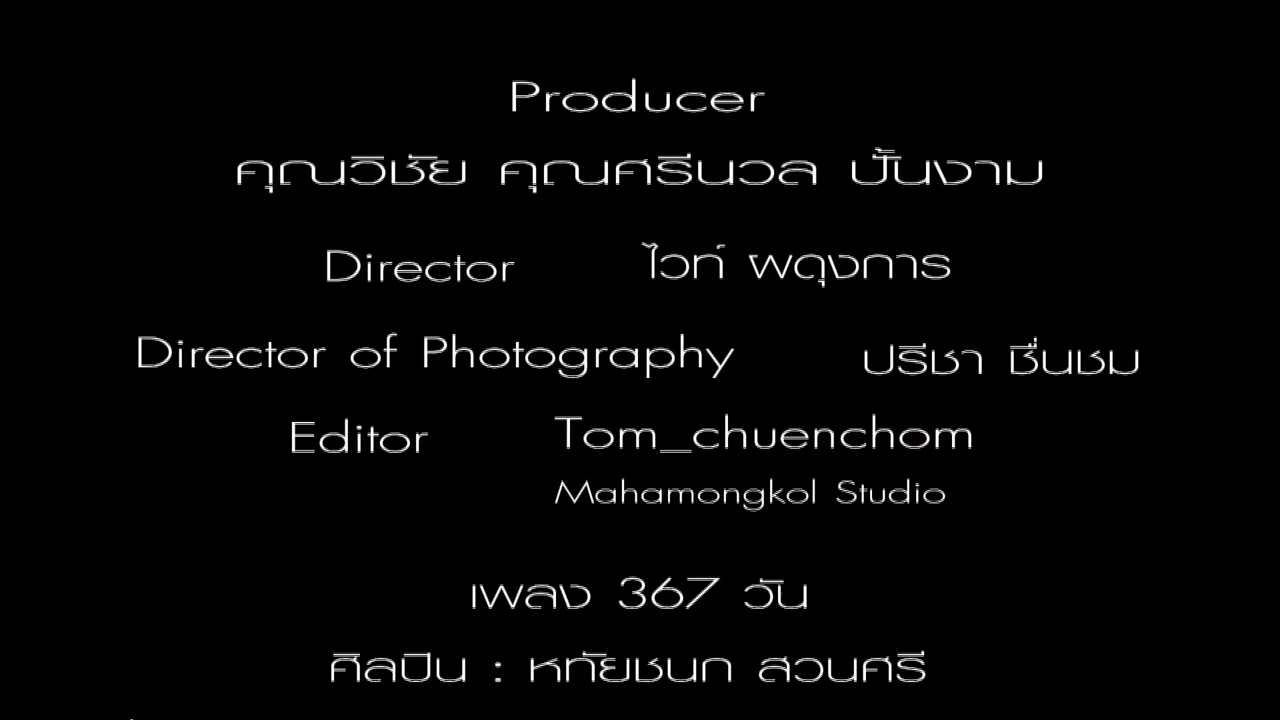 Producer
คุณวิชัย คุณศรีนวล ปั้นงาม
Director ไวท์ ผดุงการ
Director of Photography ปรีชา ชื่นชม
Editor Tom_chuenchom
Mahamongkol Studio
เพลง 367 วัน
ศิลปิน : หทัยชนก สวนศรี